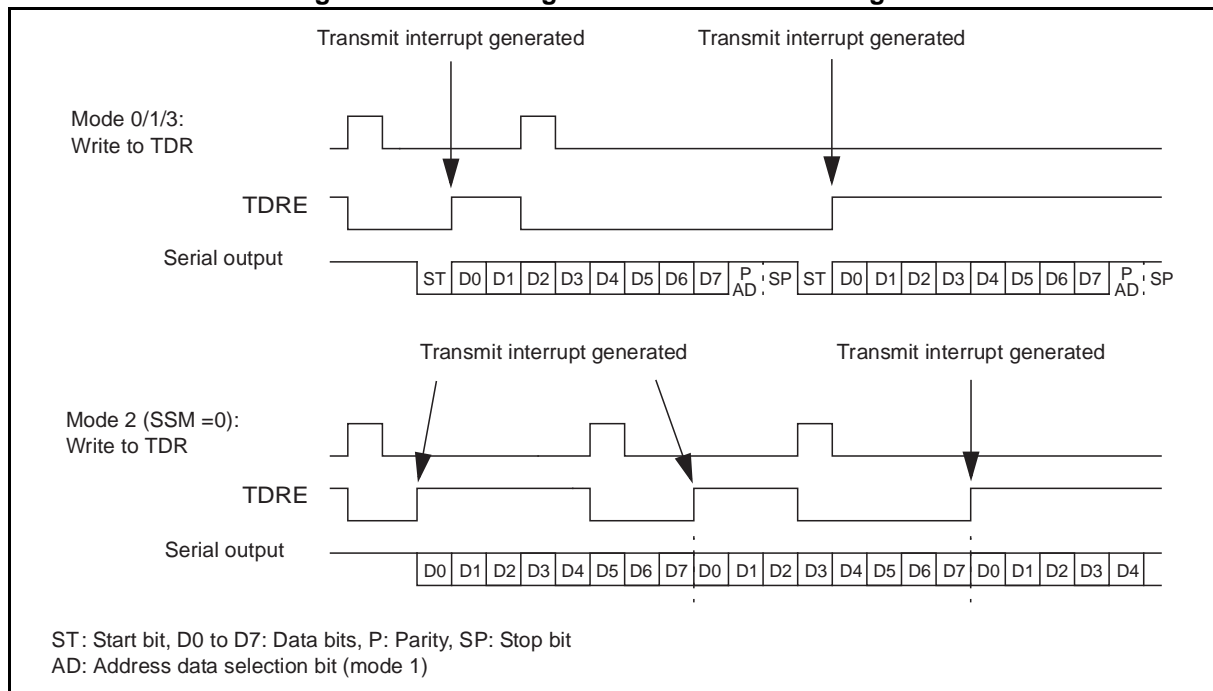 Transmit interrupt generated Transmit interrupt generated
Mode 0/1/3:
Write to TDR
TDRE
Serial output
ST D0 D1 D2 D3 D4 D5 D6 D7 P AD SP ST D0 D1 D2 D3 D4 D5 D6 D7 P AD SP
Transmit interrupt generated Transmit interrupt generated
Mode 2 (SSM =0):
Write to TDR
TDRE
Serial output
D0 D1 D2 D3 D4 D5 D6 D7 D0 D1 D2 D3 D4 D5 D6 D7 D0 D1 D2 D3 D4
ST: Start bit, D0 to D7: Data bits, P: Parity, SP: Stop bit
AD: Address data selection bit (mode 1)